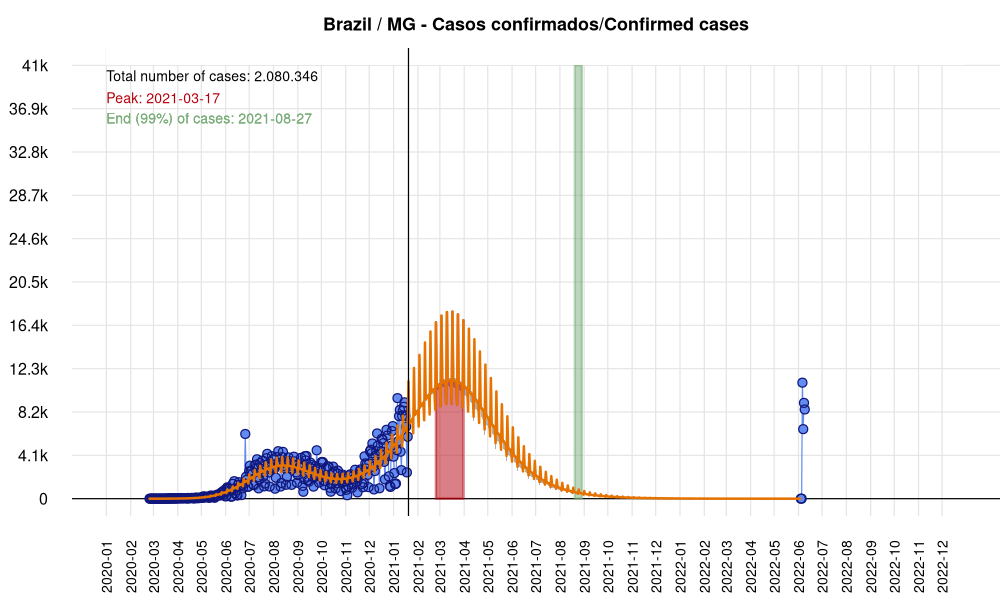 Brazil / MG - Casos confirmados/Confirmed cases
Total number of cases: 2.080.346
Peak: 2021-03-17
End (99%) of cases: 2021-08-27
41k
36.9k
32.8k
28.7k
24.6k
20.5k
16.4k
12.3k
8.2k
4.1k
0
2020-01
2020-02
2020-03
2020-04
2020-05
2020-06
2020-07
2020-08
2020-09
2020-10
2020-11
2020-12
2021-01
2021-02
2021-03
2021-04
2021-05
2021-06
2021-07
2021-08
2021-09
2021-10
2021-11
2021-12
2022-01
2022-02
2022-03
2022-04
2022-05
2022-06
2022-07
2022-08
2022-09
2022-10
2022-11
2022-12